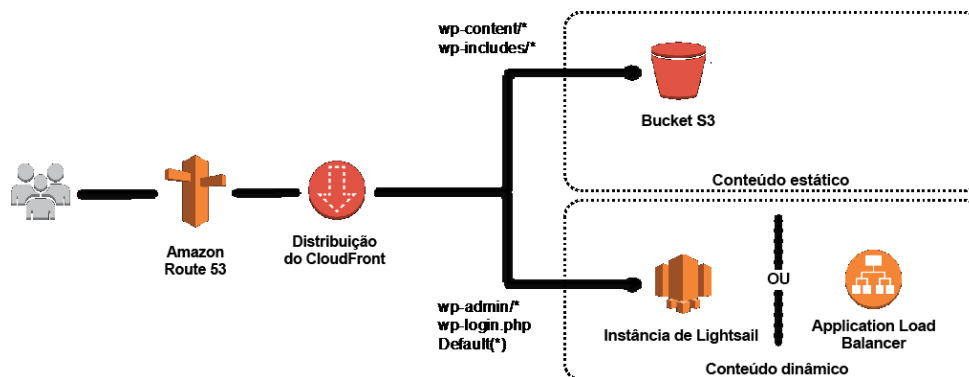 wp-content/*
wp-includes/*
Bucket S3
Conteúdo estático
Amazon
Route 53
Distribuição
do CloudFront
wp-admin/*
wp-login.php
Default(*)
Instância de Lightsail
OU
Application Load
Balancer
Conteúdo dinâmico